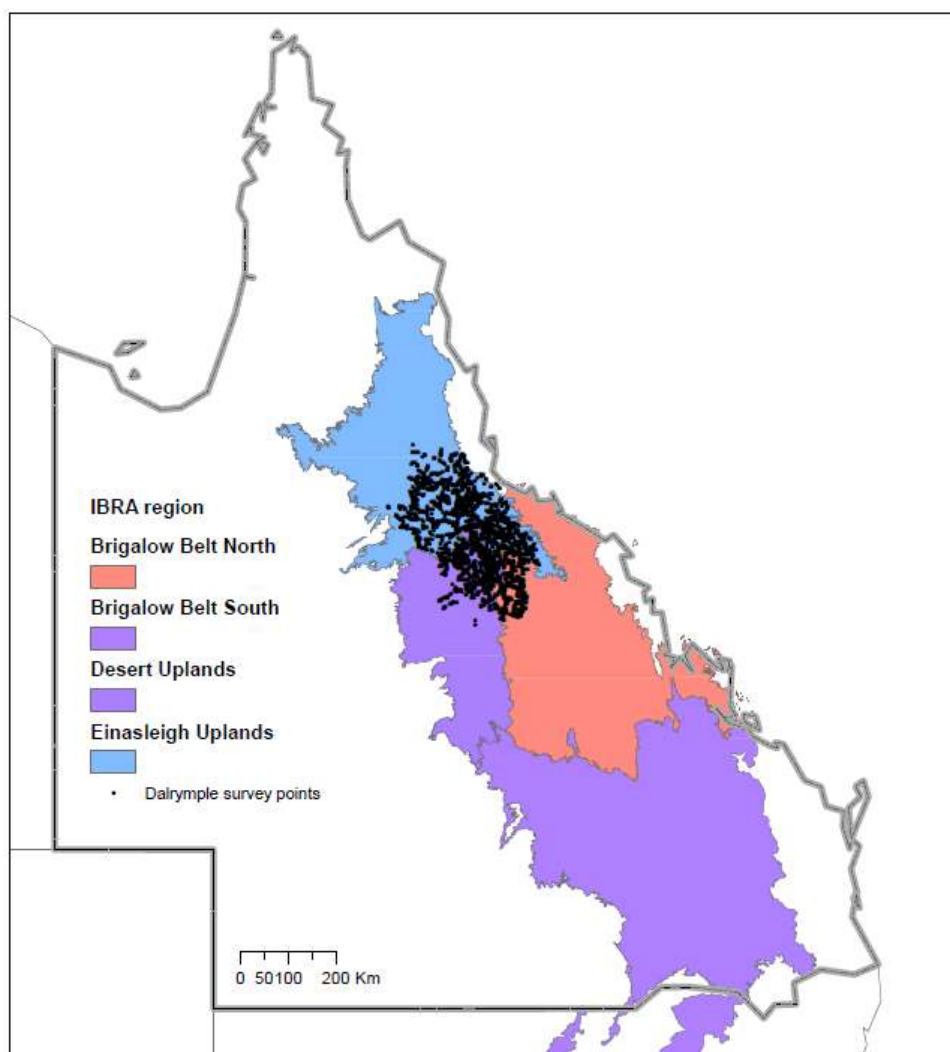 IBRA region
Brigalow Belt North
Brigalow Belt South
Desert Uplands
Einasleigh Uplands
Dalrymple survey points
0 50100 200 Km